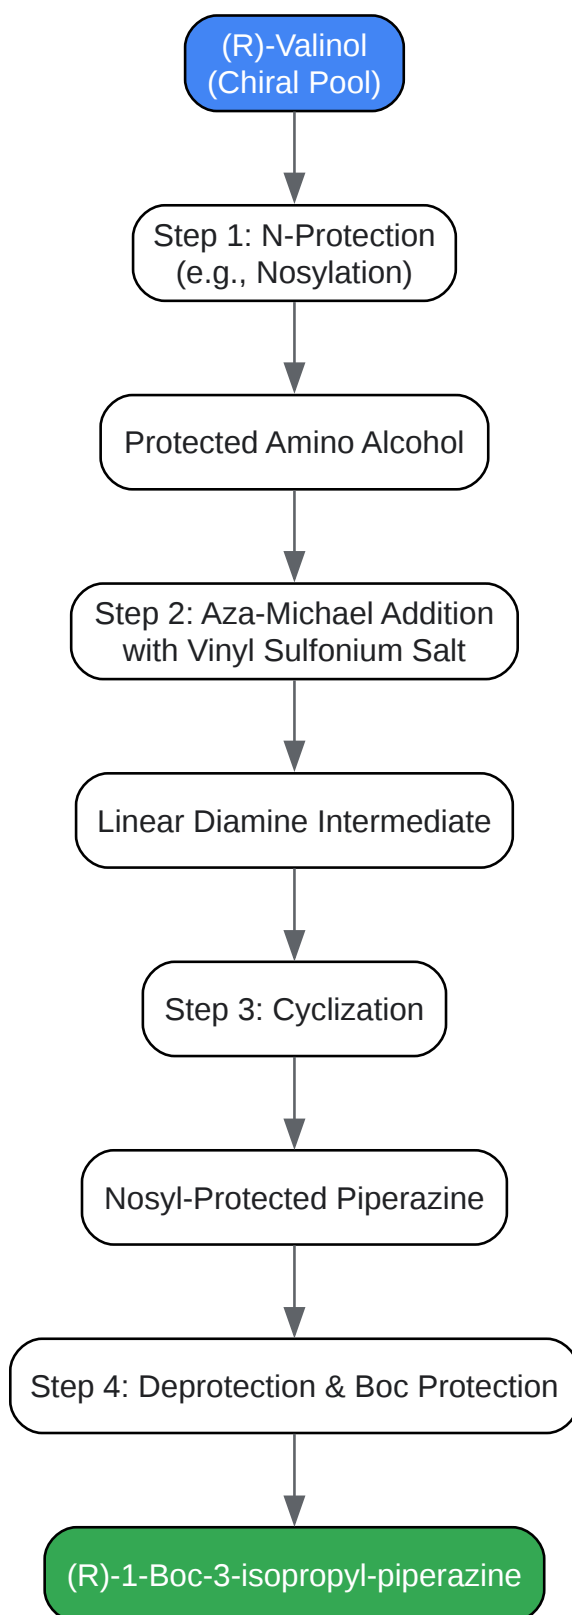 (R)-Valinol
(Chiral Pool)
Step 1: N-Protection
(e.g., Nosylation)
Protected Amino Alcohol
Step 2: Aza-Michael Addition
with Vinyl Sulfonium Salt
Linear Diamine Intermediate
Step 3: Cyclization
Nosyl-Protected Piperazine
Step 4: Deprotection & Boc Protection
(R)-1-Boc-3-isopropyl-piperazine